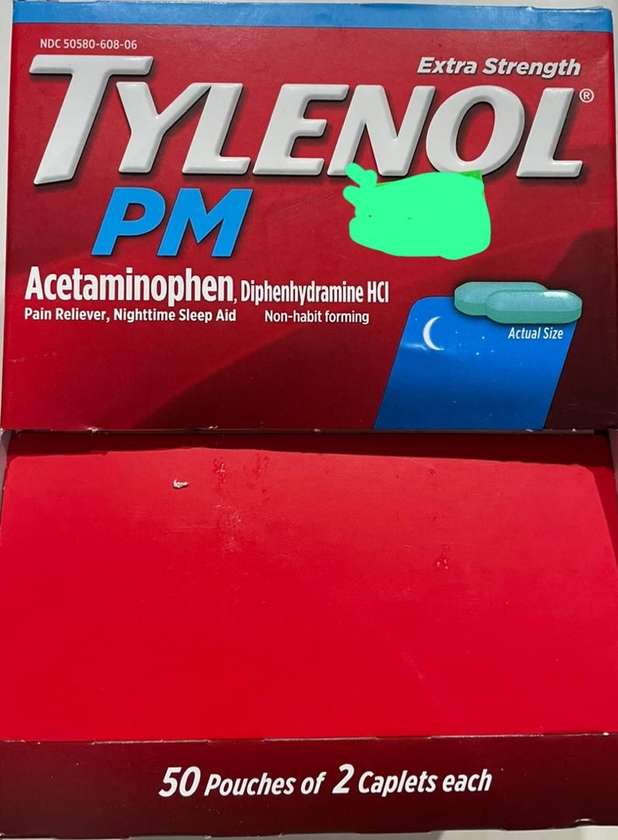 NDC 50580-608-06
Extra Strength
TYLENOL®
PM
Acetaminophen, Diphenhydramine HCl
Pain Reliever, Nighttime Sleep Aid Non-habit forming
Actual Size
50 Pouches of 2 Caplets each